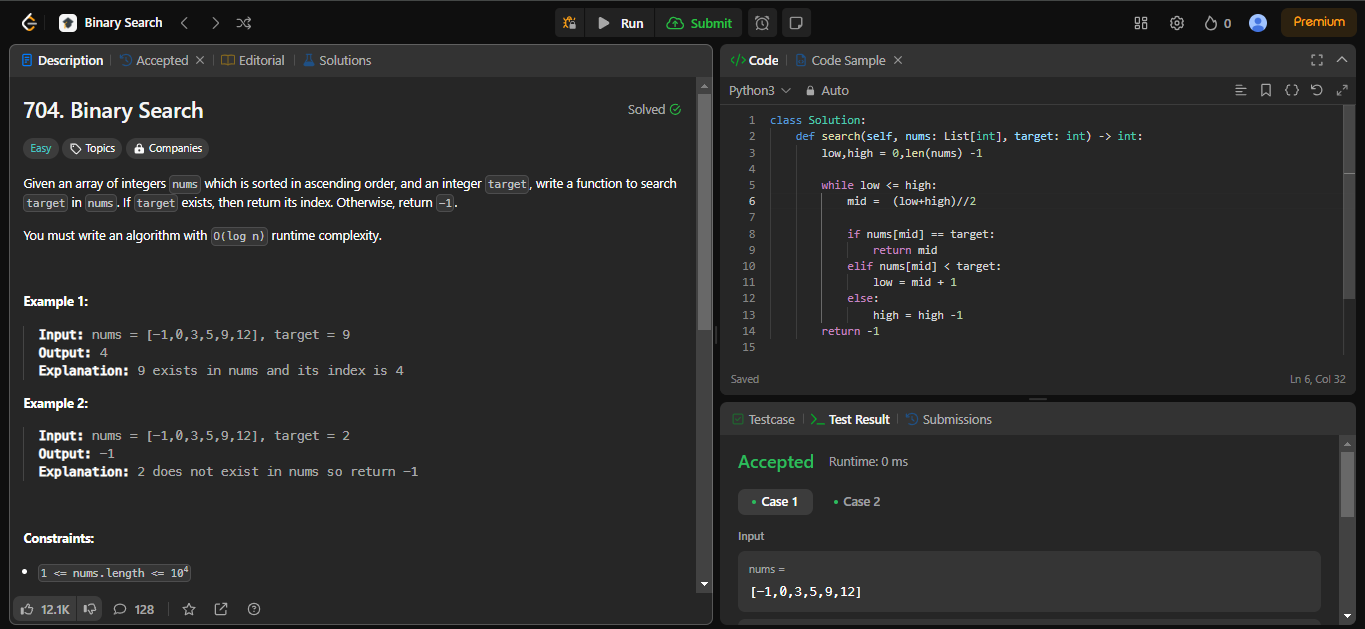 Binary Search
Run
Submit
0
Premium
Description
Accepted
Editorial
Solutions
704. Binary Search
Solved
Easy
Topics
Companies
Given an array of integers nums which is sorted in ascending order, and an integer target, write a function to search
target in nums. If target exists, then return its index. Otherwise, return -1.
You must write an algorithm with O(log n) runtime complexity.
Example 1:
Input: nums = [-1,0,3,5,9,12], target = 9
Output: 4
Explanation: 9 exists in nums and its index is 4
Example 2:
Input: nums = [-1,0,3,5,9,12], target = 2
Output: -1
Explanation: 2 does not exist in nums so return -1
Constraints:
• 1 <= nums.length <= 10⁴
12.1K
128
</> Code
Code Sample
Python3
Auto
1 class Solution:
2 def search(self, nums: List[int], target: int) -> int:
3 low,high = 0,len(nums) -1
4
5 while low <= high:
6 mid =  (low+high)//2
7
8 if nums[mid] == target:
9 return mid
10 elif nums[mid] < target:
11 low = mid + 1
12 else:
13 high = high -1
14 return -1
15
Saved
Ln 6, Col 32
Testcase
Test Result
Submissions
Accepted
Runtime: 0 ms
• Case 1
• Case 2
Input
nums =
[-1,0,3,5,9,12]